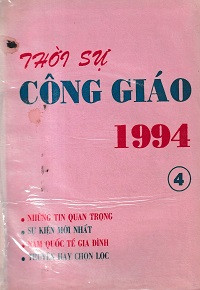 THỜI SỰ
CÔNG GIÁO
1994
4
• NHỮNG TIN QUAN TRỌNG
• SỰ KIỆN MỚI NHẤT
• NĂM QUỐC TẾ GIA ĐÌNH
• TRUYỆN HAY CHỌN LỌC